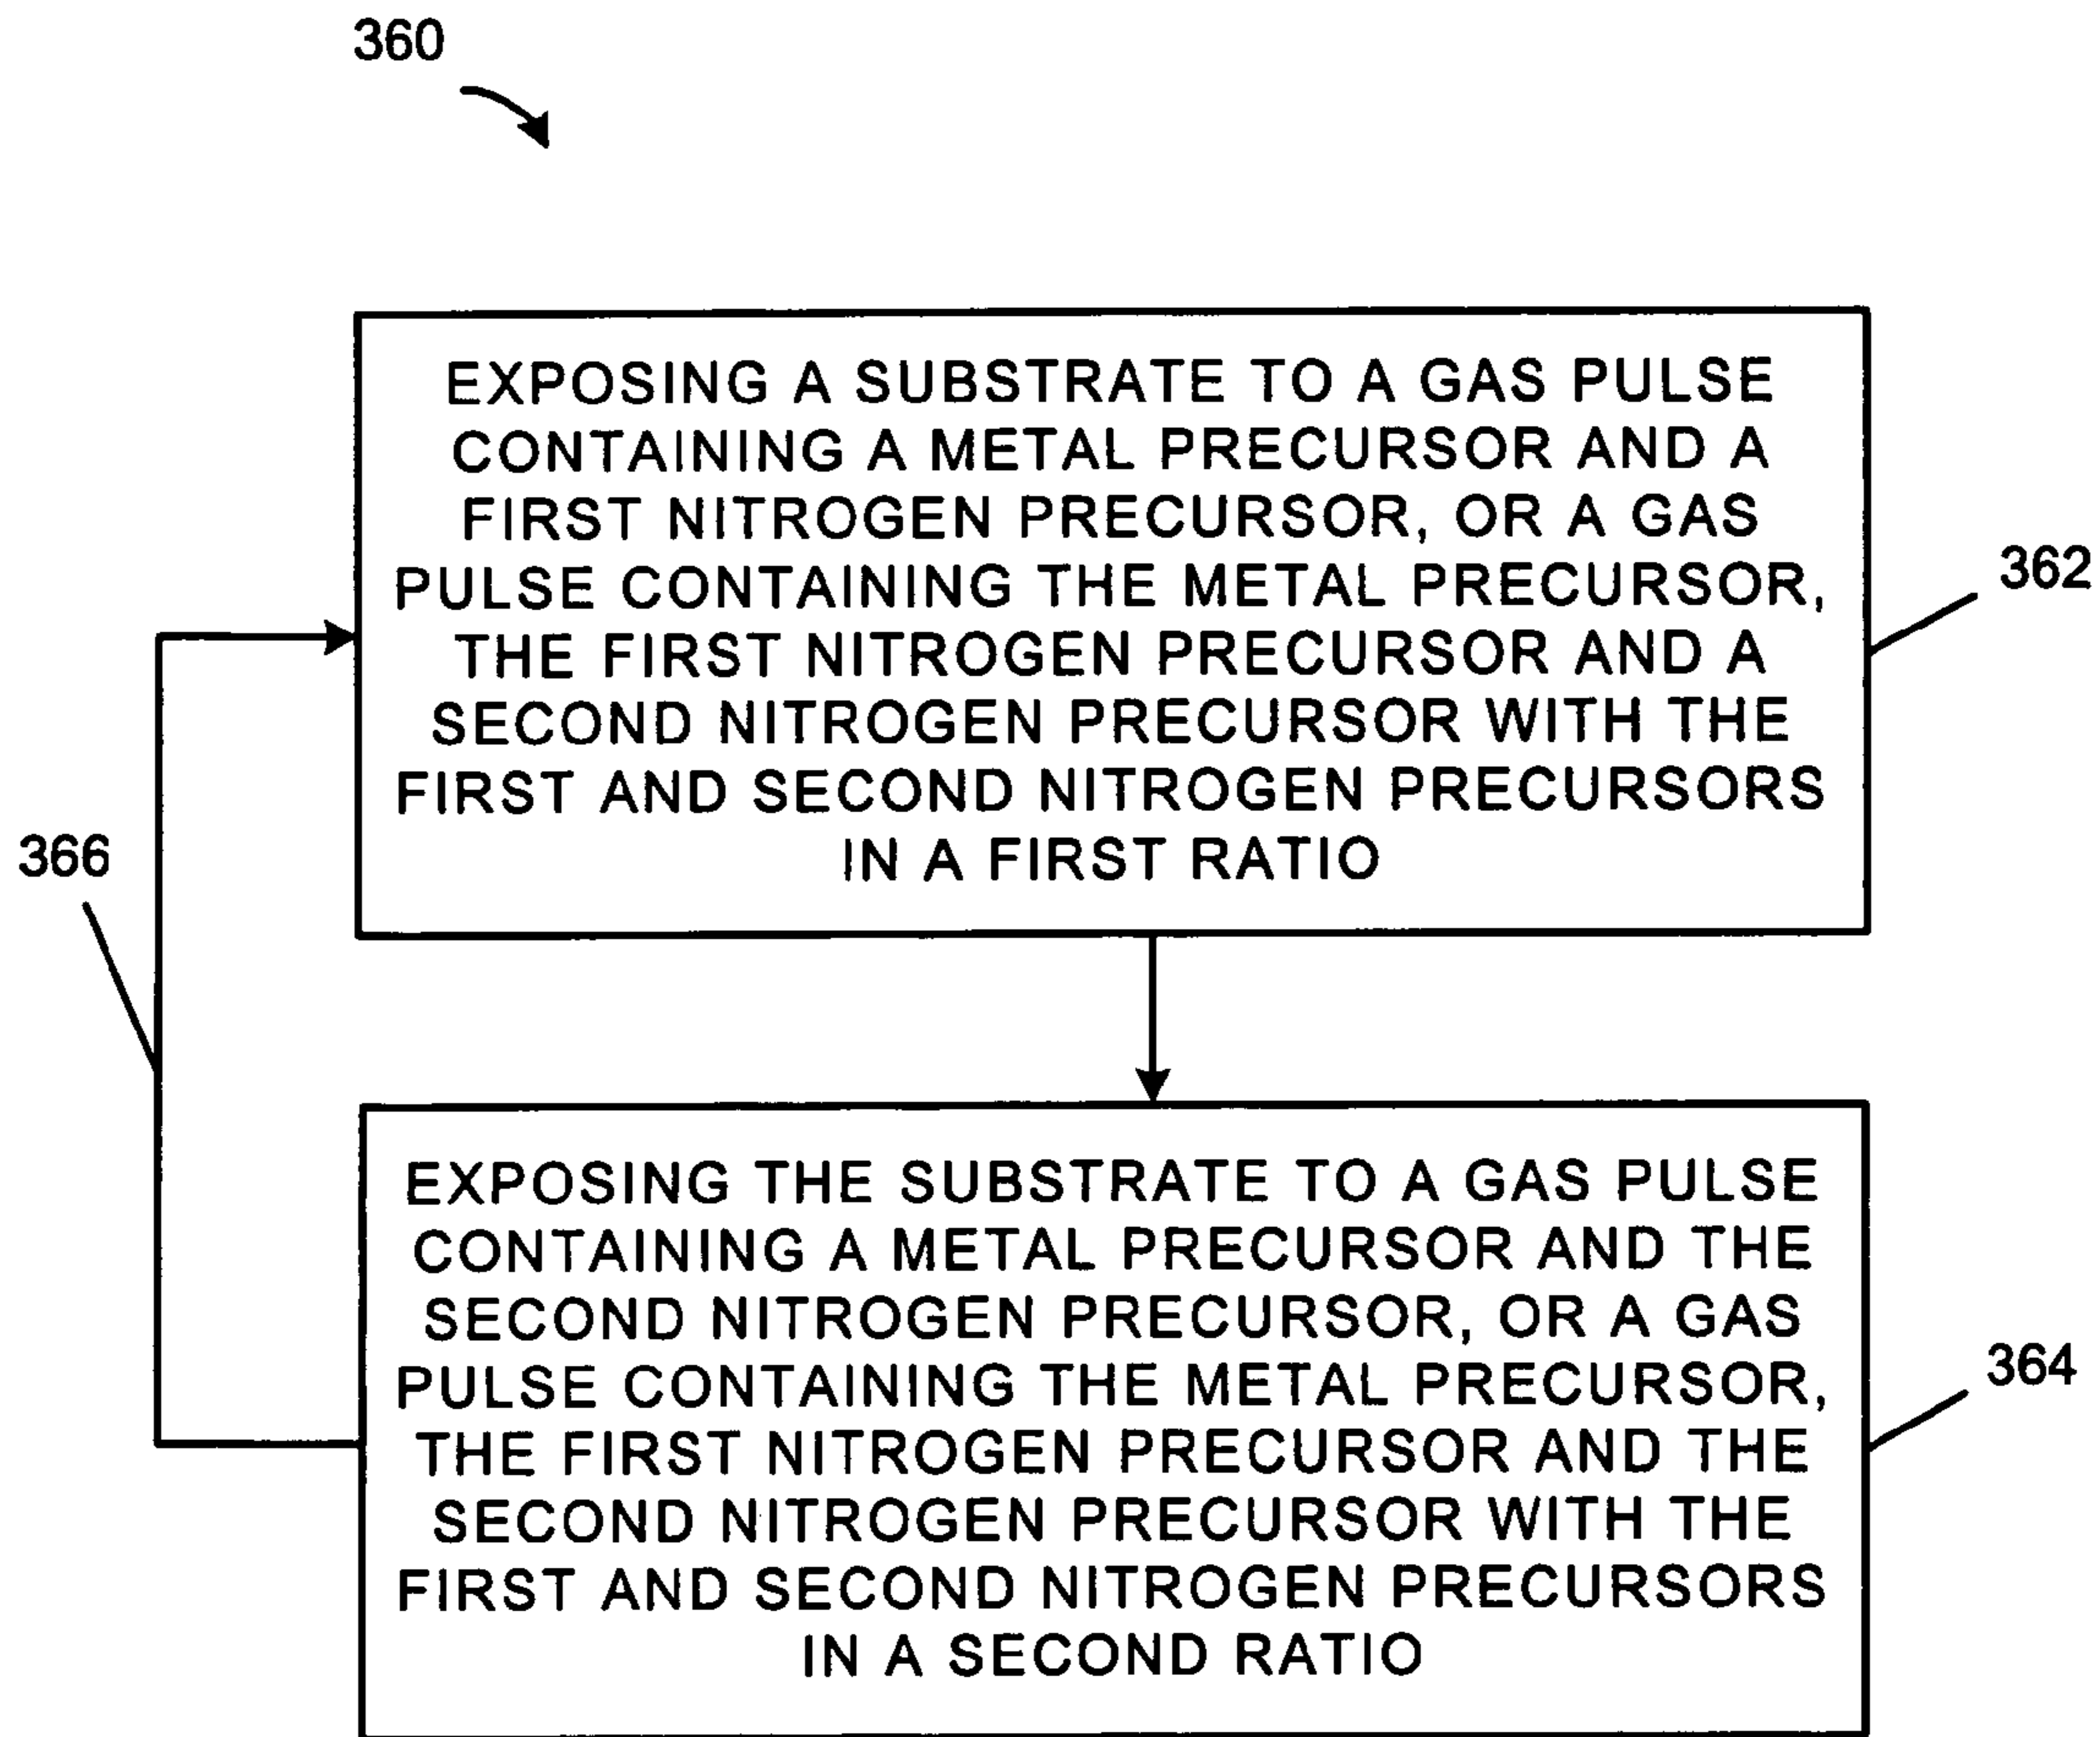 360
EXPOSING A SUBSTRATE TO A GAS PULSE
CONTAINING A METAL PRECURSOR AND A
FIRST NITROGEN PRECURSOR, OR A GAS
PULSE CONTAINING THE METAL PRECURSOR,
THE FIRST NITROGEN PRECURSOR AND A
SECOND NITROGEN PRECURSOR WITH THE
FIRST AND SECOND NITROGEN PRECURSORS
IN A FIRST RATIO
362
366
EXPOSING THE SUBSTRATE TO A GAS PULSE
CONTAINING A METAL PRECURSOR AND THE
SECOND NITROGEN PRECURSOR, OR A GAS
PULSE CONTAINING THE METAL PRECURSOR,
THE FIRST NITROGEN PRECURSOR AND THE
SECOND NITROGEN PRECURSOR WITH THE
FIRST AND SECOND NITROGEN PRECURSORS
IN A SECOND RATIO
364